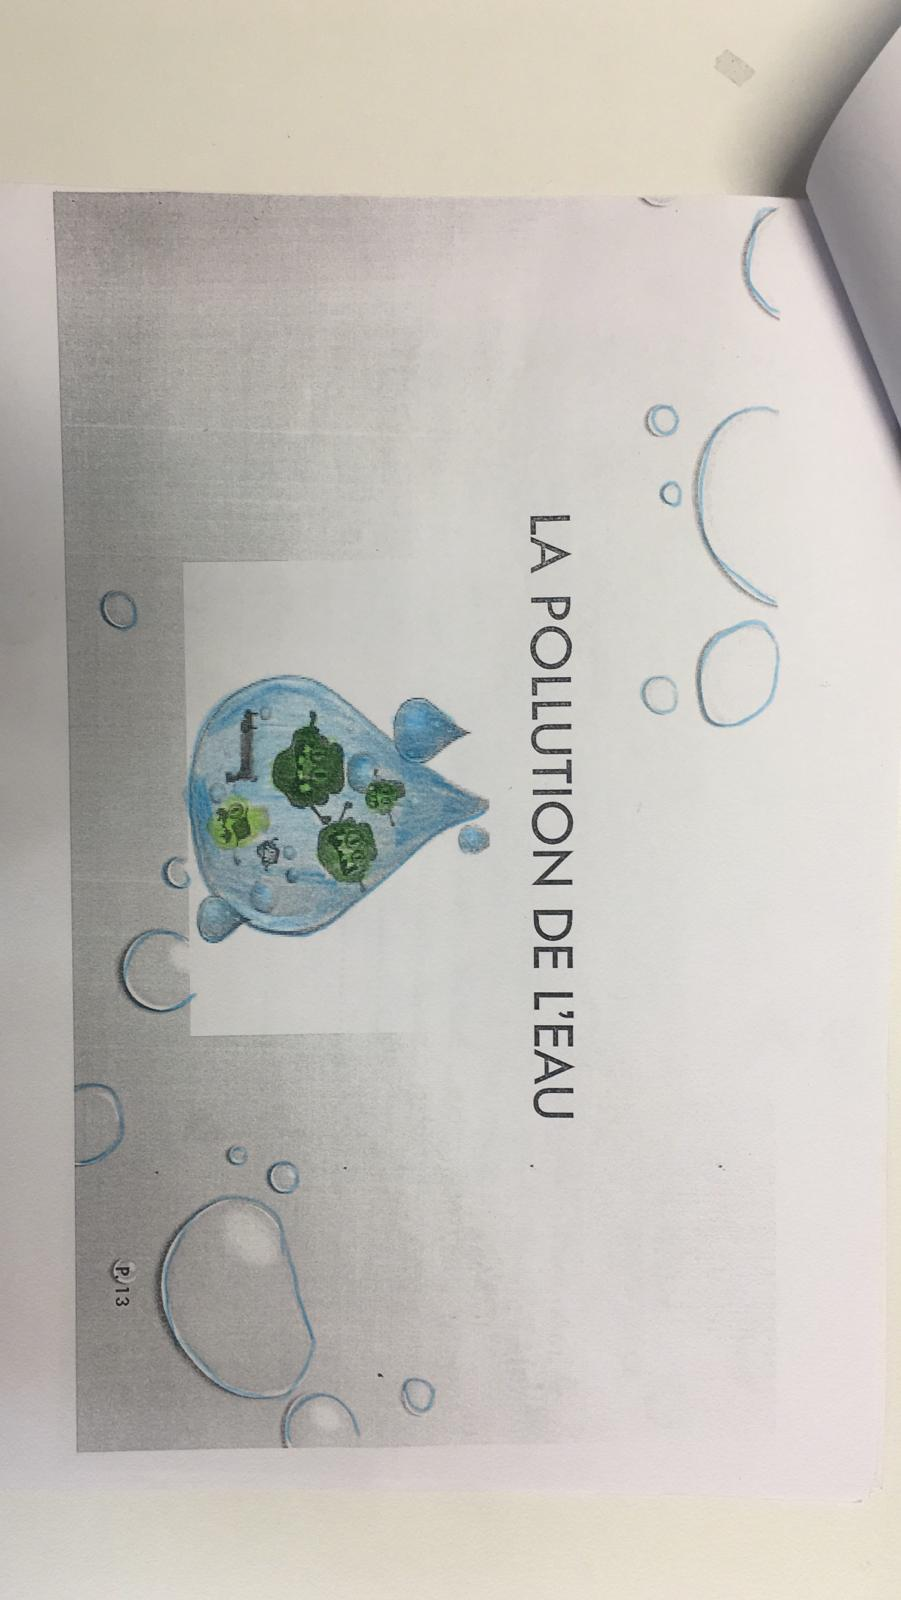 LA POLLUTION DE L'EAU
P. 13